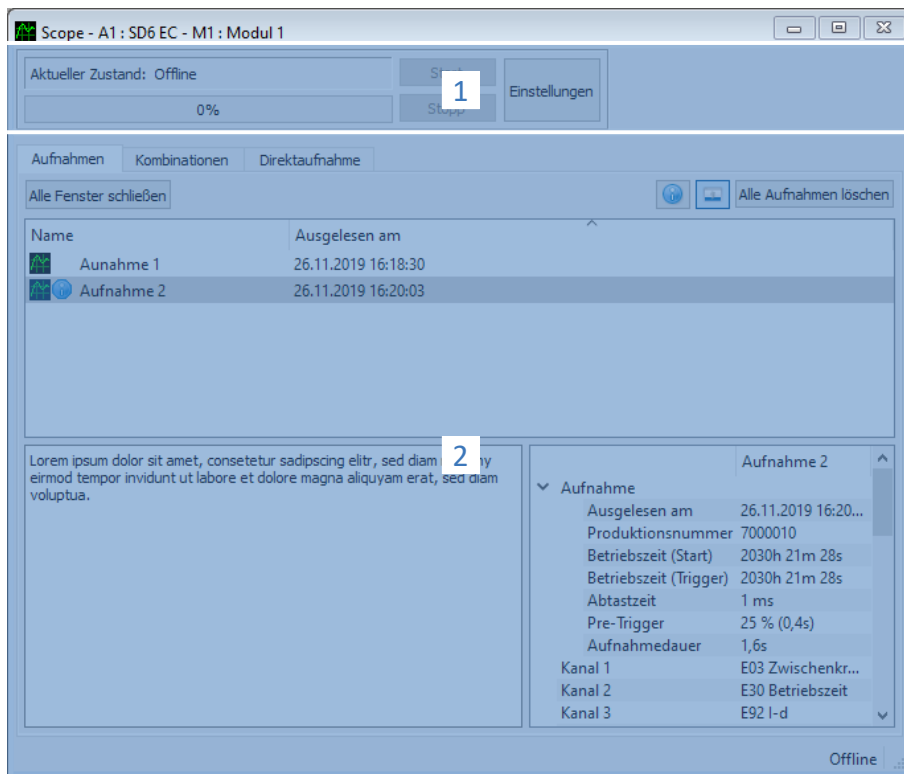 Scope - A1 : SD6 EC - M1 : Modul 1
Aktueller Zustand: Offline
0%
1
Stopp
Einstellungen
Aufnahmen Kombinationen Direktaufnahme
Alle Fenster schließen
Alle Aufnahmen löschen
Name Ausgelesen am
Aunahme 1 26.11.2019 16:18:30
Aufnahme 2 26.11.2019 16:20:03
2
Lorem ipsum dolor sit amet, consetetur sadipscing elitr, sed diam
eirmod tempor invidunt ut labore et dolore magna aliquyam erat, sed diam
voluptua.
Aufnahme 2
Aufnahme
Ausgelesen am 26.11.2019 16:20...
Produktionsnummer 7000010
Betriebszeit (Start) 2030h 21m 28s
Betriebszeit (Trigger) 2030h 21m 28s
Abtastzeit 1 ms
Pre-Trigger 25 % (0,4s)
Aufnahmedauer 1,6s
Kanal 1 E03 Zwischenkr...
Kanal 2 E30 Betriebszeit
Kanal 3 E92 I-d
Offline